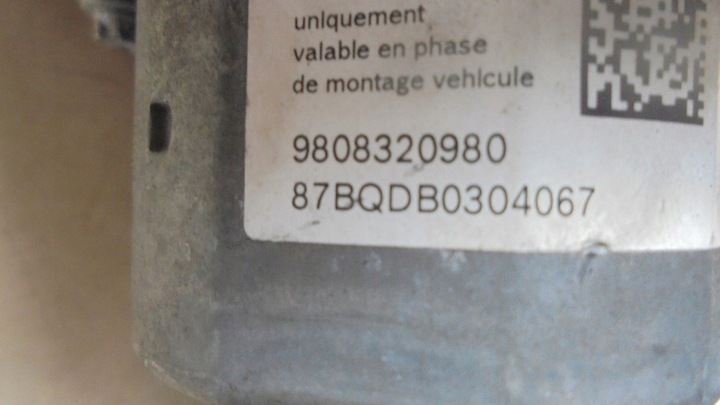 uniquement
valable en phase
de montage vehicule
9808320980
87BQDB0304067